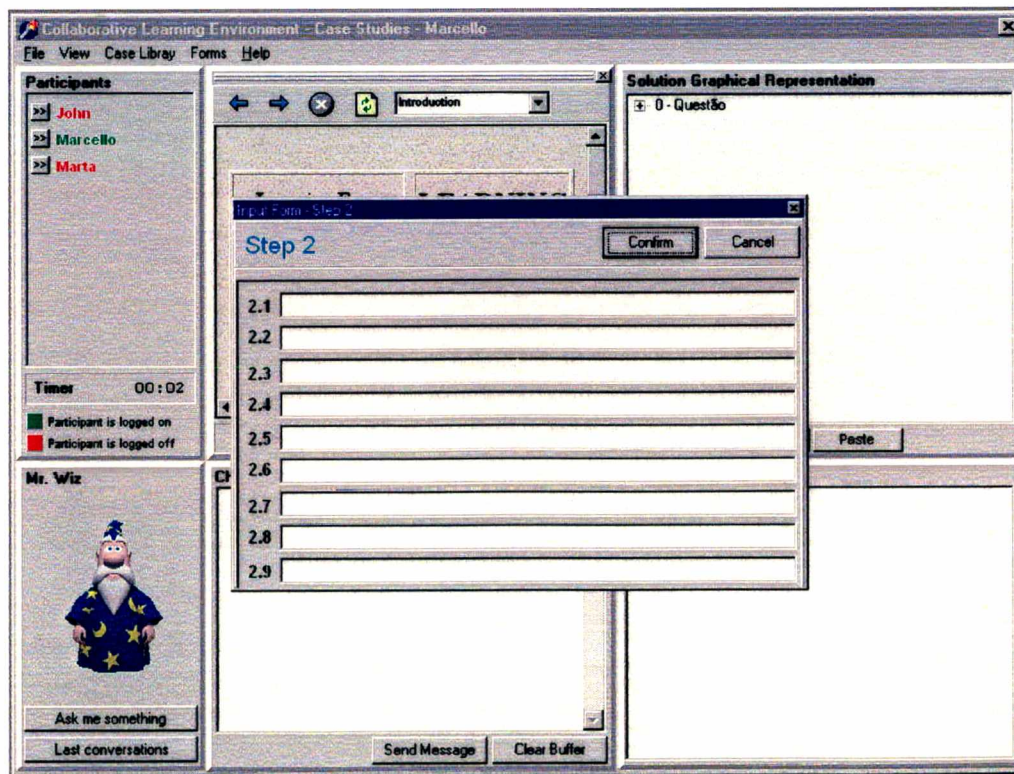 Collaborative Learning Environment - Case Studies - Marcello
File View Case Libray Forms Help
Participants
>> John
>> Marcello
>> Marta
Timer 00:02
Participant is logged on
Participant is logged off
Mr. Wiz
Ask me something
Last conversations
Introduction
LEARNING
Solution Graphical Representation
0 - Questão
Paste
Input Form - Step 2
Step 2
Confirm Cancel
2.1
2.2
2.3
2.4
2.5
2.6
2.7
2.8
2.9
Send Message Clear Buffer